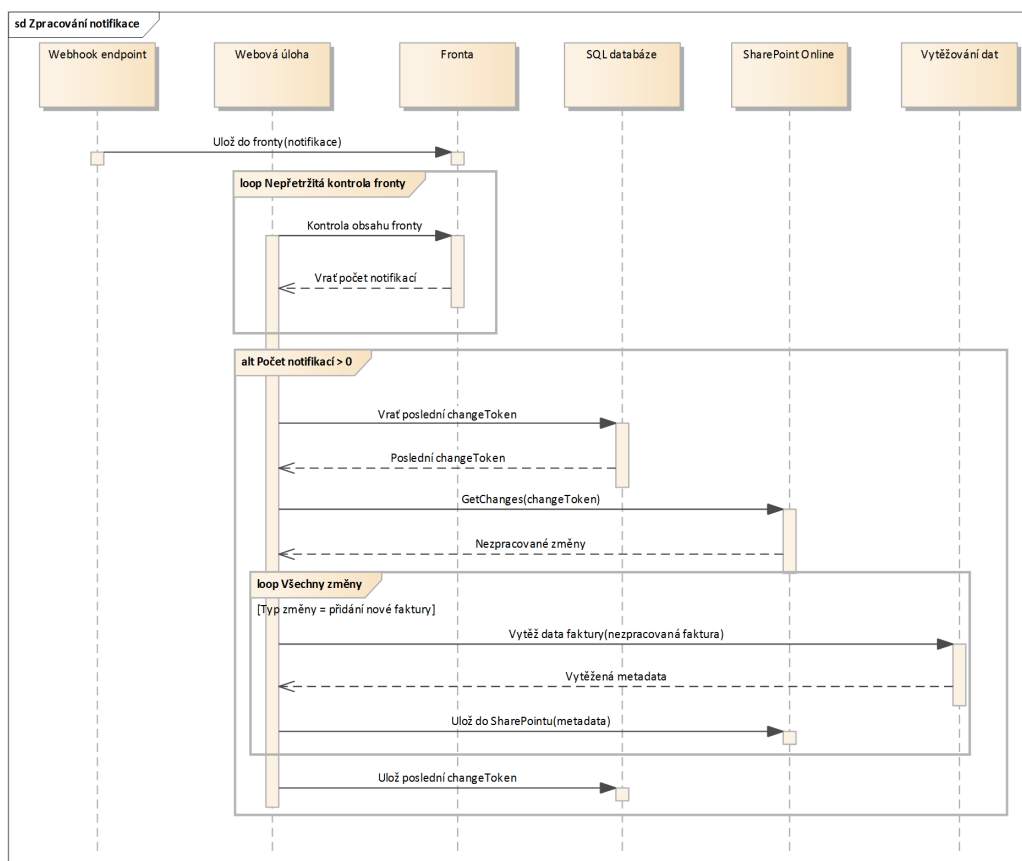 sd Zpracování notifikace
Webhook endpoint
Webová úloha
Fronta
SQL databáze
SharePoint Online
Vytěžování dat
Ulož do fronty(notifikace)
loop Nepřetržitá kontrola fronty
Kontrola obsahu fronty
Vrať počet notifikací
alt Počet notifikací > 0
Vrať poslední changeToken
Poslední changeToken
GetChanges(changeToken)
Nezpracované změny
loop Všechny změny
[Typ změny = přidání nové faktury]
Vytěž data faktury(nezpracovaná faktura)
Vytěžená metadata
Ulož do SharePointu(metadata)
Ulož poslední changeToken